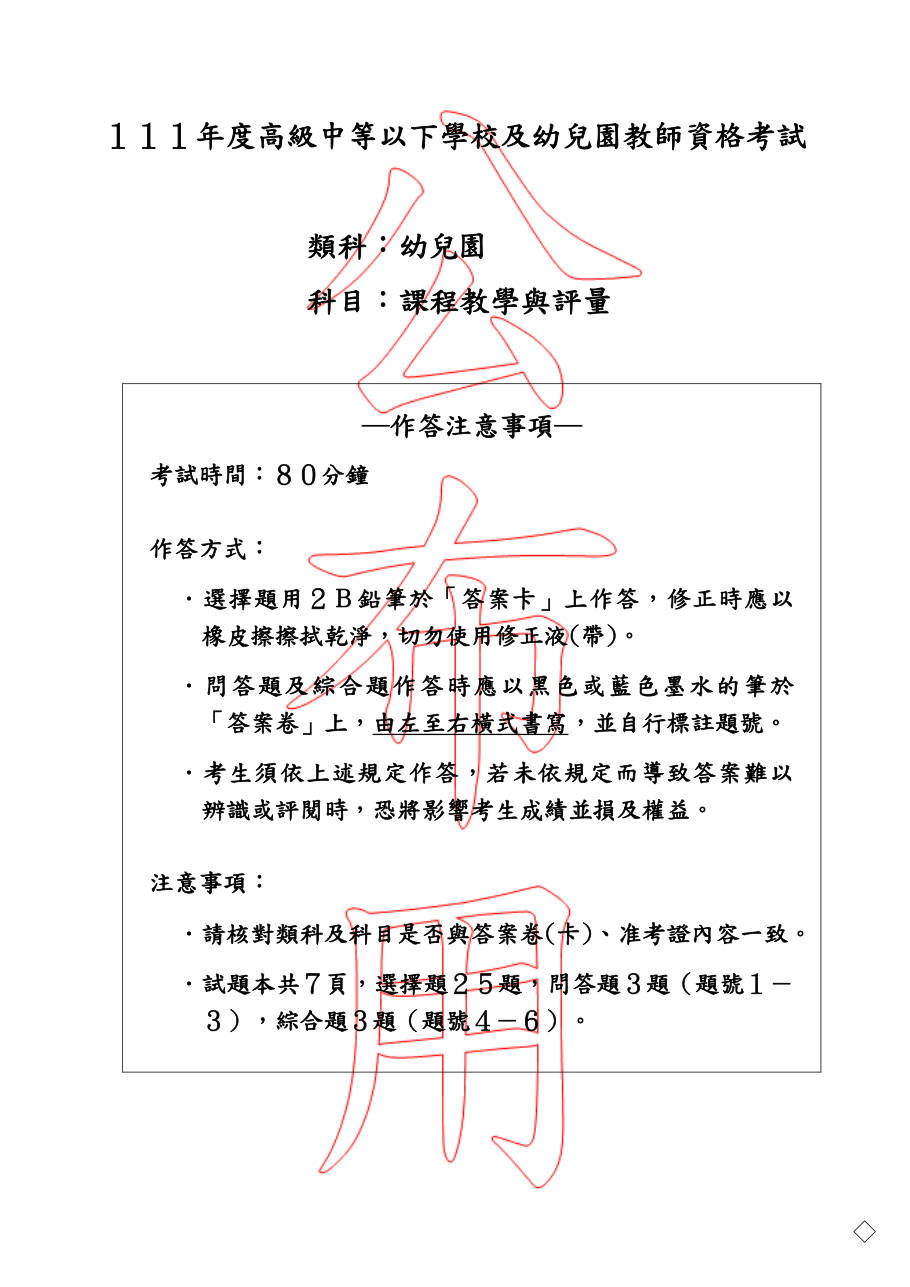 111年度高級中等以下學校及幼兒園教師資格考試
類科：幼兒園
科目：課程教學與評量
—作答注意事項—
考試時間：80分鐘
作答方式：
．選擇題用2B鉛筆於「答案卡」上作答，修正時應以
橡皮擦擦拭乾淨，切勿使用修正液(帶)。
．問答題及綜合題作答時應以黑色或藍色墨水的筆於
「答案卷」上，由左至右橫式書寫，並自行標註題號。
．考生須依上述規定作答，若未依規定而導致答案難以
辨識或評閱時，恐將影響考生成績並損及權益。
注意事項：
．請核對類科及科目是否與答案卷(卡)、准考證內容一致。
．試題本共7頁，選擇題25題，問答題3題（題號1－
3），綜合題3題（題號4－6）。
公布用